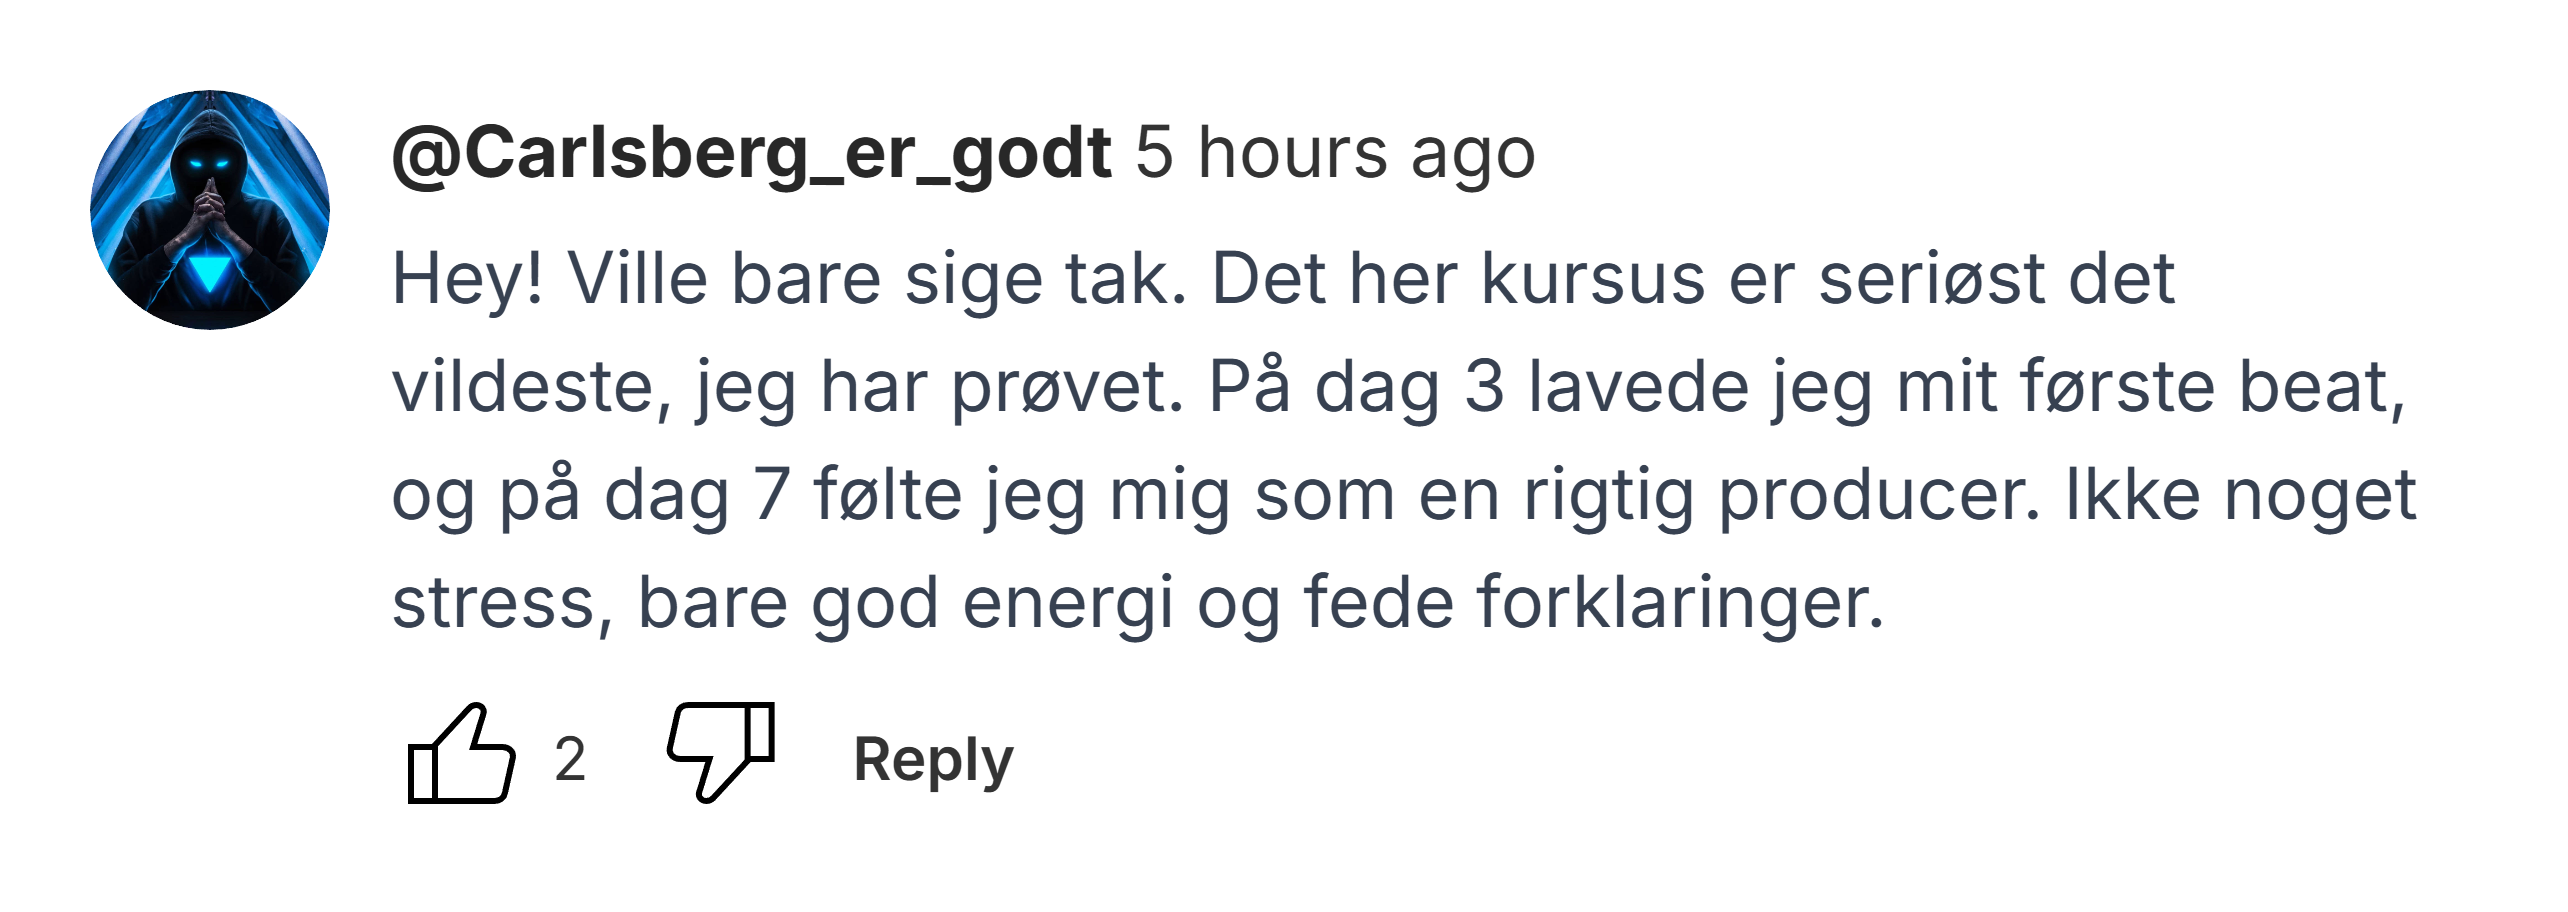 @Carlsberg_er_godt 5 hours ago
Hey! Ville bare sige tak. Det her kursus er seriøst det
vildeste, jeg har prøvet. På dag 3 lavede jeg mit første beat,
og på dag 7 følte jeg mig som en rigtig producer. Ikke noget
stress, bare god energi og fede forklaringer.
2 Reply